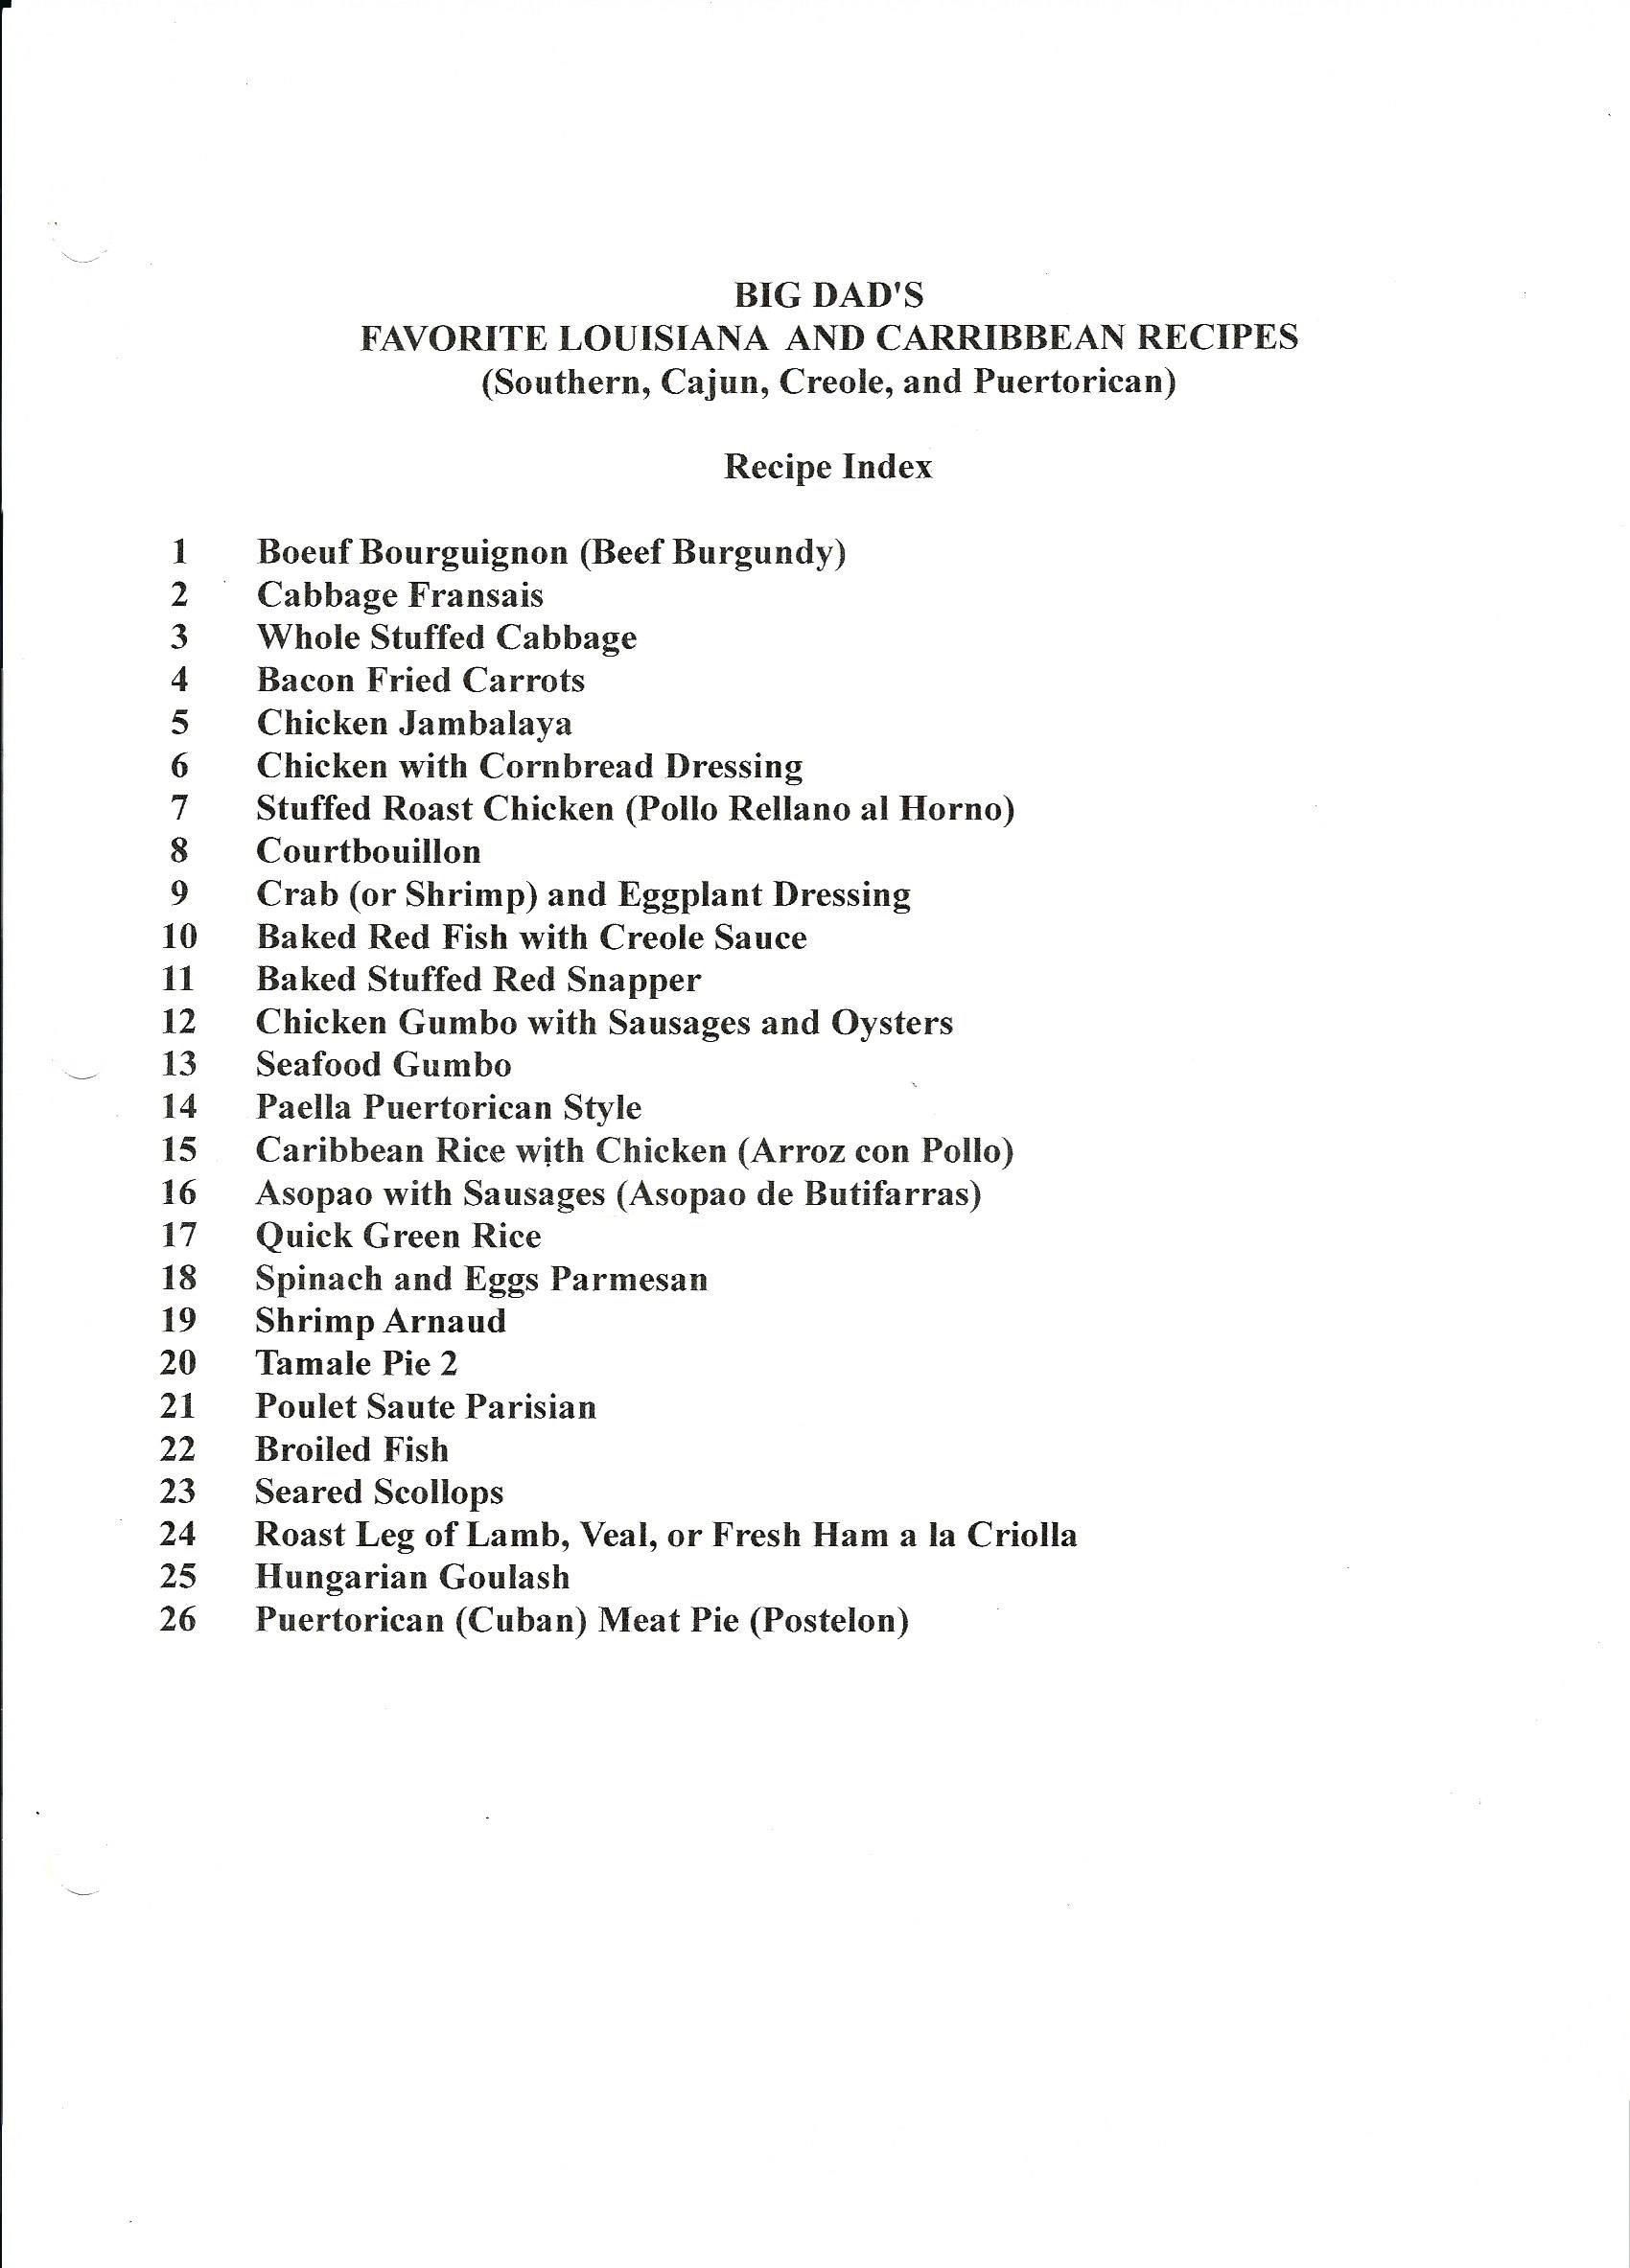 BIG DAD'S
FAVORITE LOUISIANA AND CARRIBBEAN RECIPES
(Southern, Cajun, Creole, and Puertorican)
Recipe Index
1 Boeuf Bourguignon (Beef Burgundy)
2 Cabbage Fransais
3 Whole Stuffed Cabbage
4 Bacon Fried Carrots
5 Chicken Jambalaya
6 Chicken with Cornbread Dressing
7 Stuffed Roast Chicken (Pollo Rellano al Horno)
8 Courtbouillon
9 Crab (or Shrimp) and Eggplant Dressing
10 Baked Red Fish with Creole Sauce
11 Baked Stuffed Red Snapper
12 Chicken Gumbo with Sausages and Oysters
13 Seafood Gumbo
14 Paella Puertorican Style
15 Caribbean Rice with Chicken (Arroz con Pollo)
16 Asopao with Sausages (Asopao de Butifarras)
17 Quick Green Rice
18 Spinach and Eggs Parmesan
19 Shrimp Arnaud
20 Tamale Pie 2
21 Poulet Saute Parisian
22 Broiled Fish
23 Seared Scollops
24 Roast Leg of Lamb, Veal, or Fresh Ham a la Criolla
25 Hungarian Goulash
26 Puertorican (Cuban) Meat Pie (Postelon)